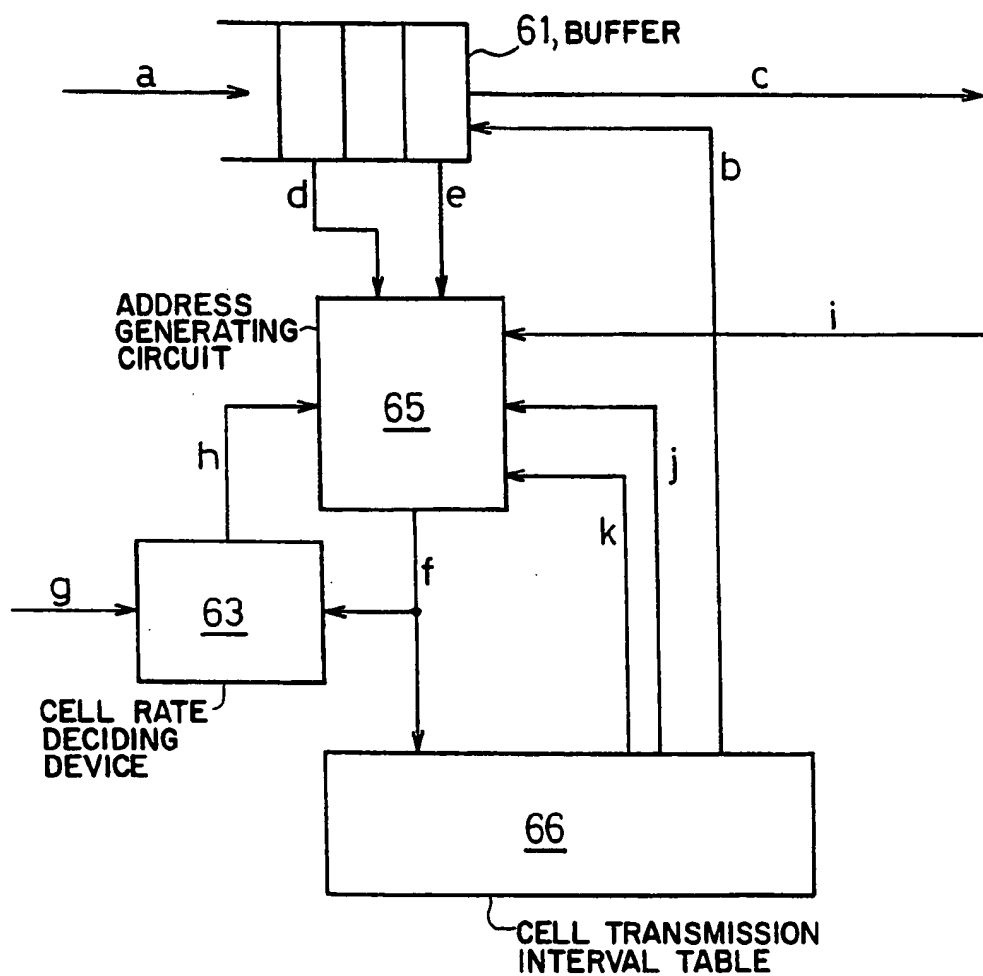 61, BUFFER
a
c
b
d
e
ADDRESS
GENERATING
CIRCUIT
i
65
h
j
k
f
g
63
CELL RATE
DECIDING
DEVICE
66
CELL TRANSMISSION
INTERVAL TABLE